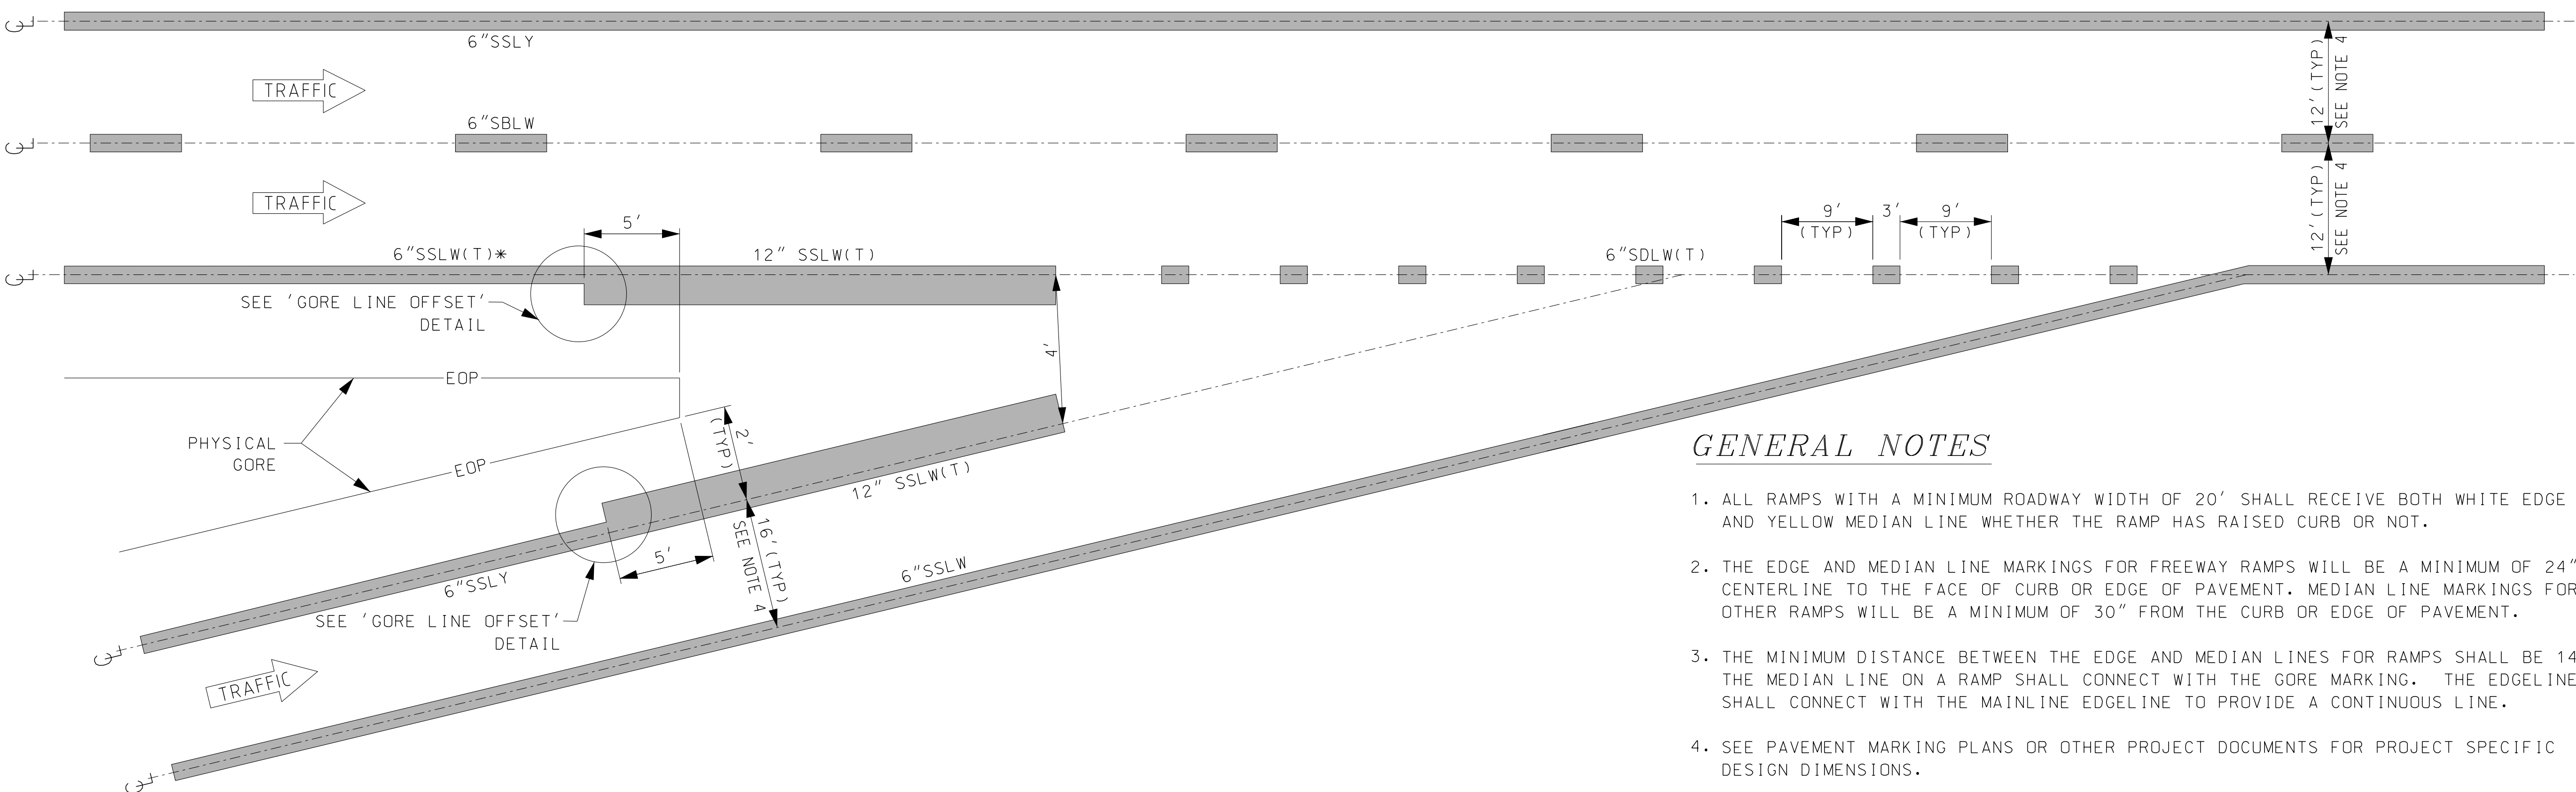 6"SSLY
TRAFFIC
12'(TYP)
SEE NOTE 4
6"SBLW
TRAFFIC
12'(TYP)
SEE NOTE 4
5'
9'
(TYP)
3'
9'
(TYP)
6"SSLW(T)*
12" SSLW(T)
6"SDLW(T)
SEE 'GORE LINE OFFSET'
DETAIL
4'
EOP
PHYSICAL
GORE
EOP
2'
(TYP)
12" SSLW(T)
16'(TYP)
SEE NOTE 4
5'
6"SSLY
6"SSLW
SEE 'GORE LINE OFFSET'
DETAIL
TRAFFIC
GENERAL NOTES
1. ALL RAMPS WITH A MINIMUM ROADWAY WIDTH OF 20' SHALL RECEIVE BOTH WHITE EDGE
AND YELLOW MEDIAN LINE WHETHER THE RAMP HAS RAISED CURB OR NOT.
2. THE EDGE AND MEDIAN LINE MARKINGS FOR FREEWAY RAMPS WILL BE A MINIMUM OF 24"
CENTERLINE TO THE FACE OF CURB OR EDGE OF PAVEMENT. MEDIAN LINE MARKINGS FOR
OTHER RAMPS WILL BE A MINIMUM OF 30" FROM THE CURB OR EDGE OF PAVEMENT.
3. THE MINIMUM DISTANCE BETWEEN THE EDGE AND MEDIAN LINES FOR RAMPS SHALL BE 14
THE MEDIAN LINE ON A RAMP SHALL CONNECT WITH THE GORE MARKING. THE EDGELINE
SHALL CONNECT WITH THE MAINLINE EDGELINE TO PROVIDE A CONTINUOUS LINE.
4. SEE PAVEMENT MARKING PLANS OR OTHER PROJECT DOCUMENTS FOR PROJECT SPECIFIC
DESIGN DIMENSIONS.